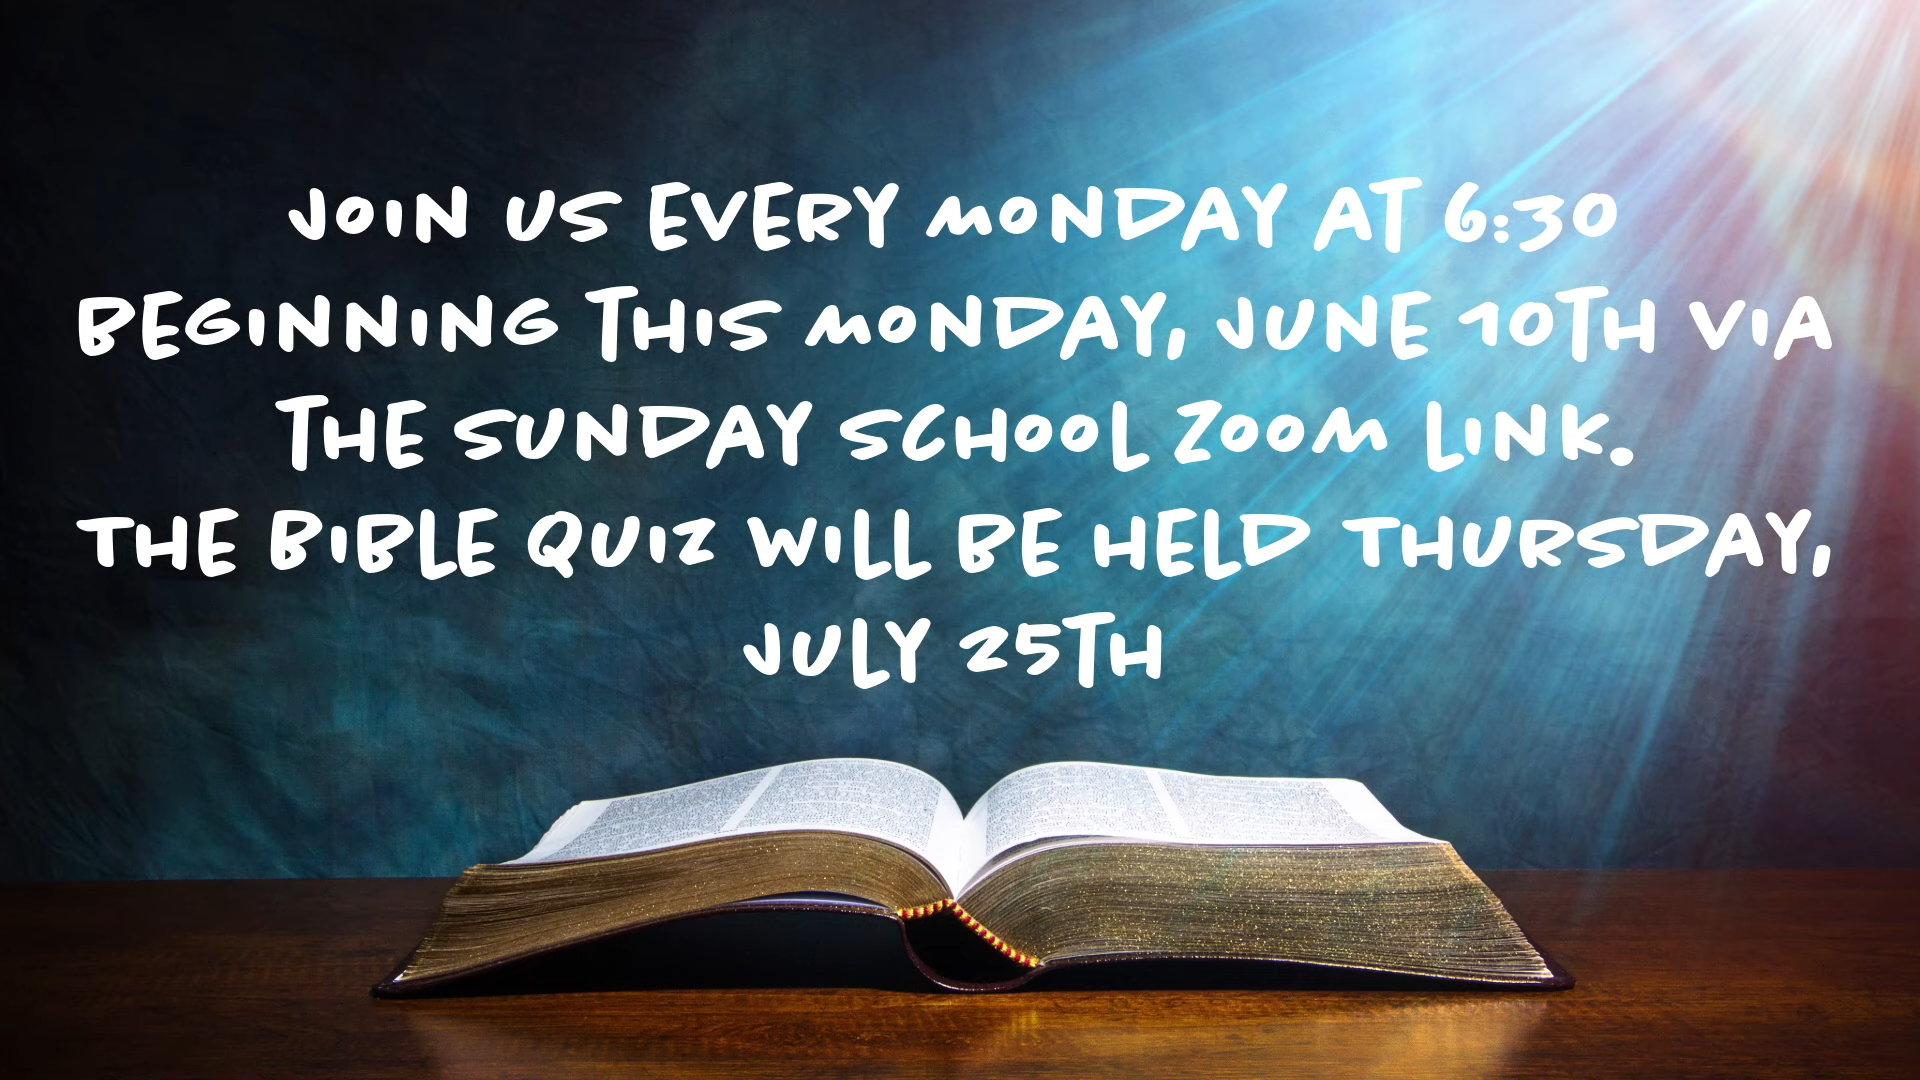 JOIN US EVERY MONDAY AT 6:30
BEGINNING THIS MONDAY, JUNE 10TH VIA
THE SUNDAY SCHOOL ZOOM LINK.
THE BIBLE QUIZ WILL BE HELD THURSDAY,
JULY 25TH